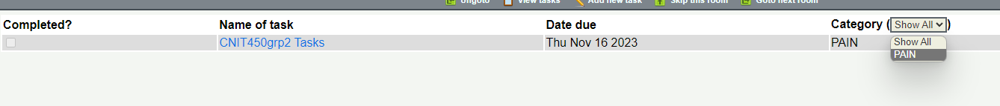 Ungoto View tasks Add new task Skip this room Goto next room
Completed? Name of task Date due Category (Show All)
CNIT450grp2 Tasks Thu Nov 16 2023 PAIN Show All
PAIN